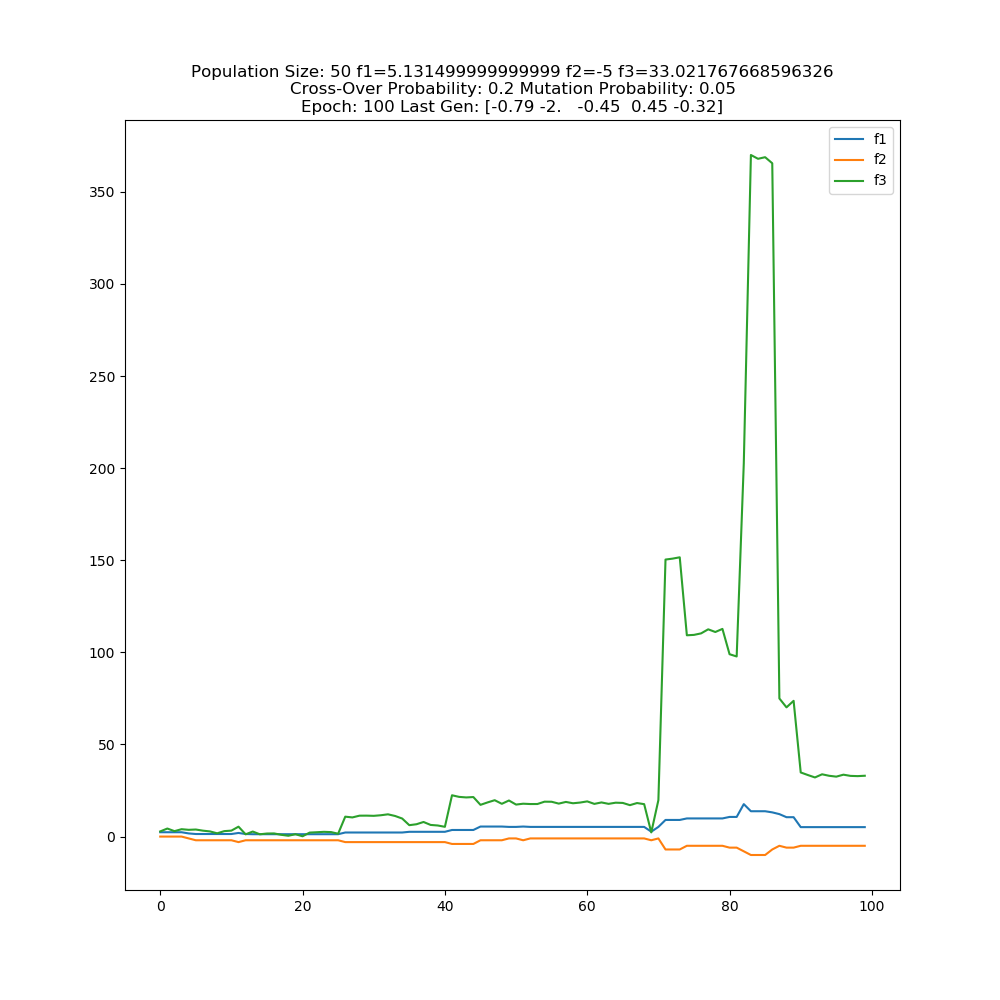 Population Size: 50 f1=5.131499999999999 f2=-5 f3=33.021767668596326
Cross-Over Probability: 0.2 Mutation Probability: 0.05
Epoch: 100 Last Gen: [-0.79 -2.   -0.45  0.45 -0.32]
f1
f2
f3
350
300
250
200
150
100
50
0
0 20 40 60 80 100